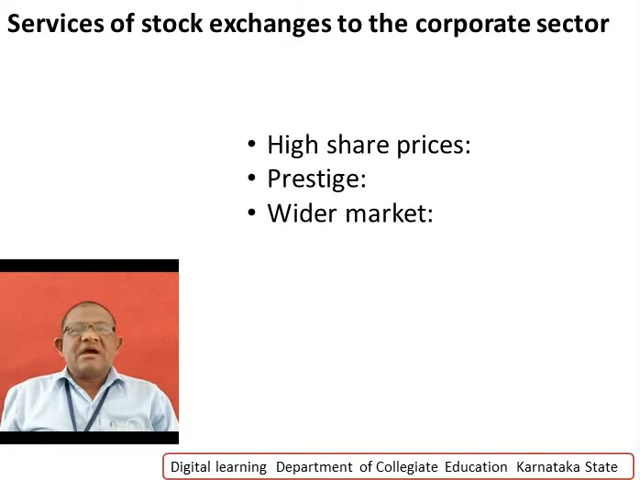 Services of stock exchanges to the corporate sector
• High share prices:
• Prestige:
• Wider market:
Digital learning Department of Collegiate Education Karnataka State